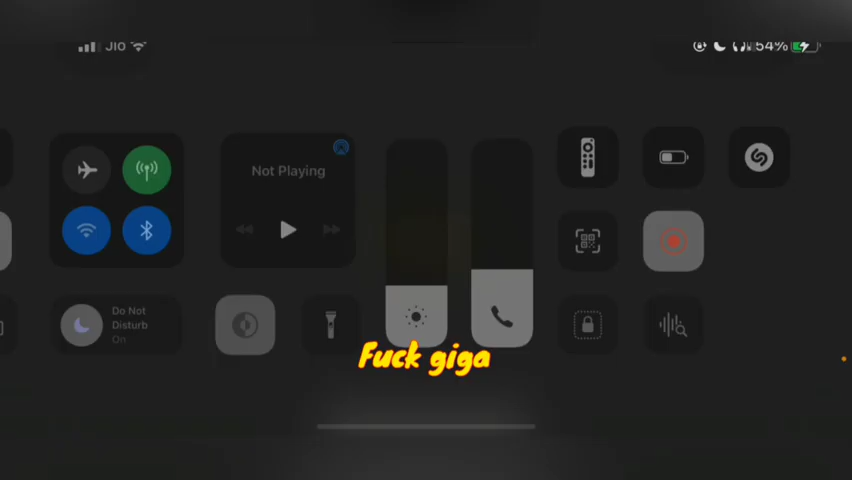 JIO
54%
Not Playing
Do Not
Disturb
On
Fuck giga